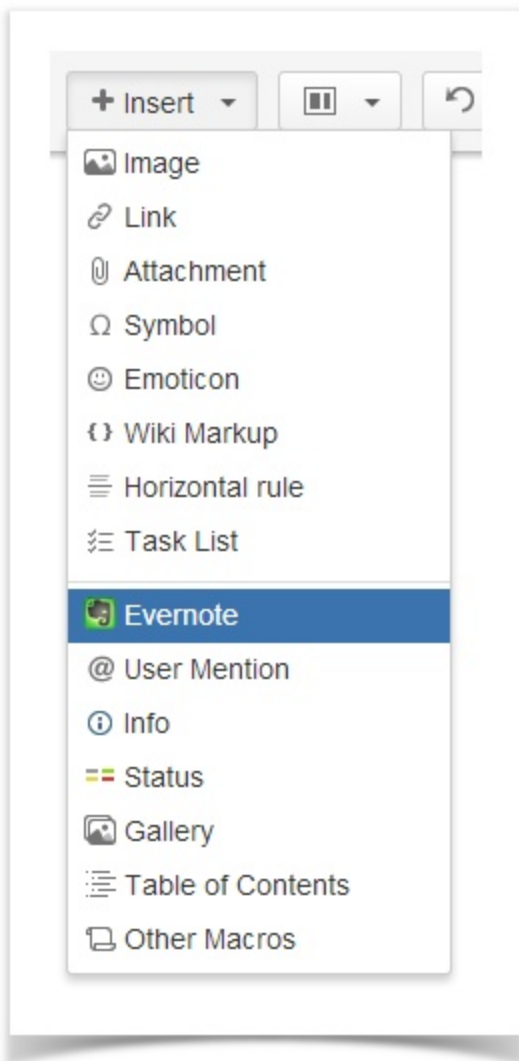 Insert
Image
Link
Attachment
Symbol
Emoticon
Wiki Markup
Horizontal rule
Task List
Evernote
@ User Mention
Info
Status
Gallery
Table of Contents
Other Macros